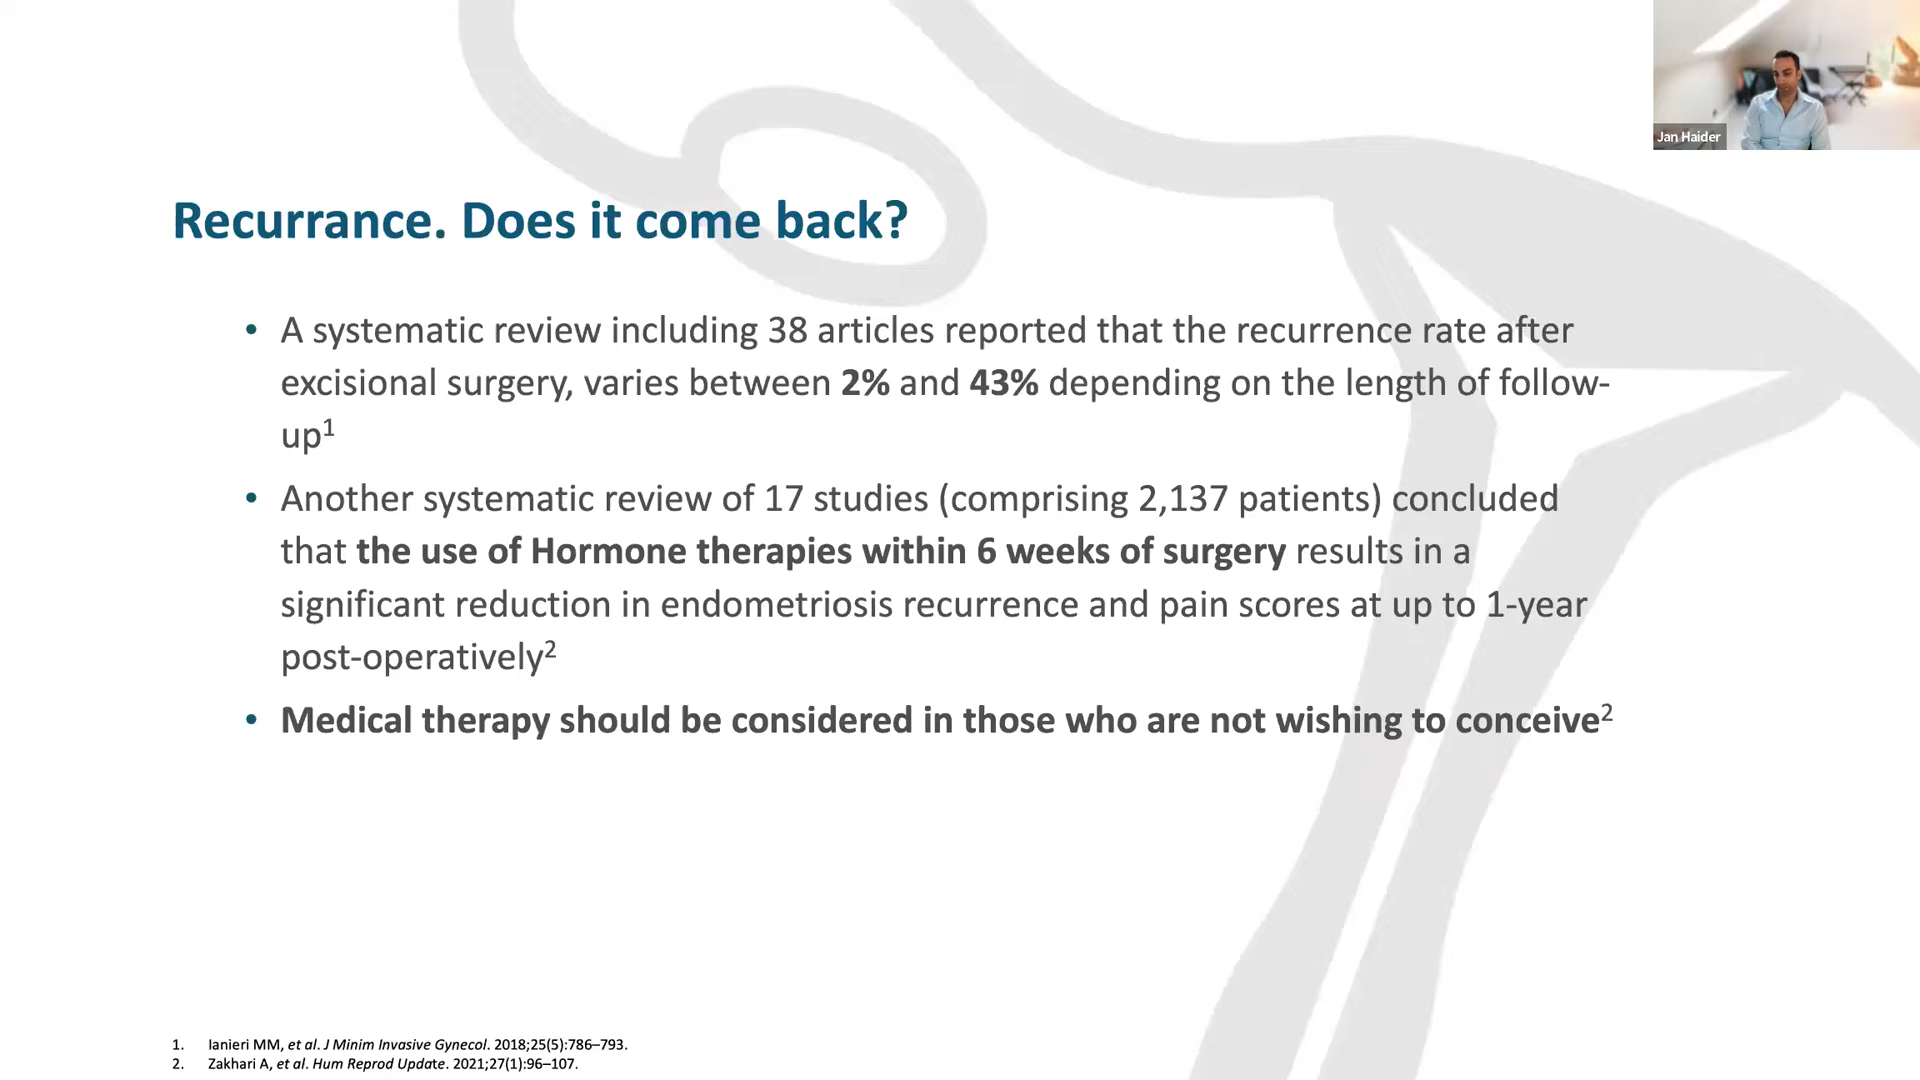 Jan Haider
Recurrance. Does it come back?
• A systematic review including 38 articles reported that the recurrence rate after
excisional surgery, varies between 2% and 43% depending on the length of follow-
up¹
• Another systematic review of 17 studies (comprising 2,137 patients) concluded
that the use of Hormone therapies within 6 weeks of surgery results in a
significant reduction in endometriosis recurrence and pain scores at up to 1-year
post-operatively²
• Medical therapy should be considered in those who are not wishing to conceive²
1. Ianieri MM, et al. J Minim Invasive Gynecol. 2018;25(5):786–793.
2. Zakhari A, et al. Hum Reprod Update. 2021;27(1):96–107.